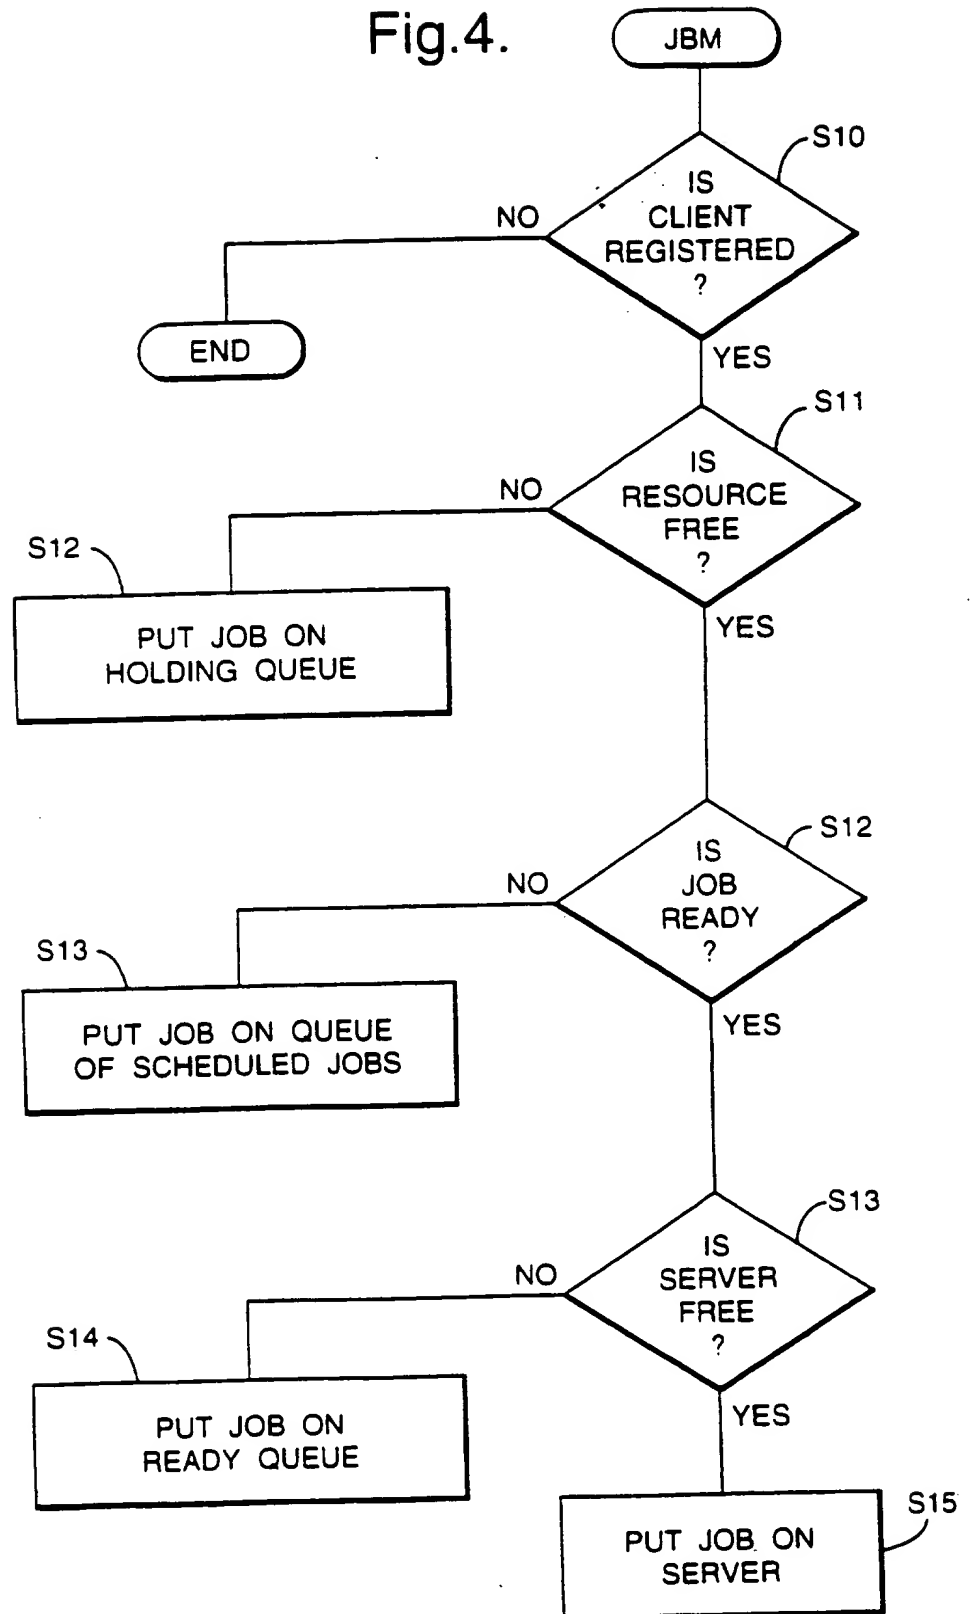 Fig.4.
JBM
S10
IS
CLIENT
REGISTERED
?
NO
END
YES
S11
IS
RESOURCE
FREE
?
NO
S12
PUT JOB ON
HOLDING QUEUE
YES
S12
IS
JOB
READY
?
NO
S13
PUT JOB ON QUEUE
OF SCHEDULED JOBS
YES
S13
IS
SERVER
FREE
?
NO
S14
PUT JOB ON
READY QUEUE
YES
S15
PUT JOB ON
SERVER